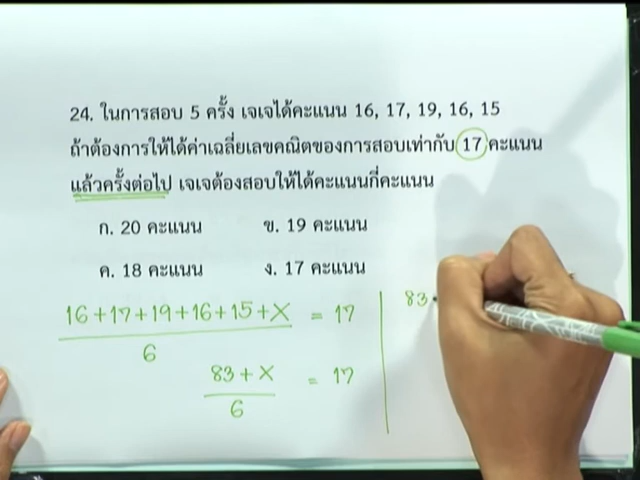 24. ในการสอบ 5 ครั้ง เจเจได้คะแนน 16, 17, 19, 16, 15
ถ้าต้องการให้ได้ค่าเฉลี่ยเลขคณิตของการสอบเท่ากับ 17 คะแนน
แล้วครั้งต่อไป เจเจต้องสอบให้ได้คะแนนกี่คะแนน
ก. 20 คะแนน ข. 19 คะแนน
ค. 18 คะแนน ง. 17 คะแนน
16+17+19+16+15+X = 17
6
83+X = 17
6
83